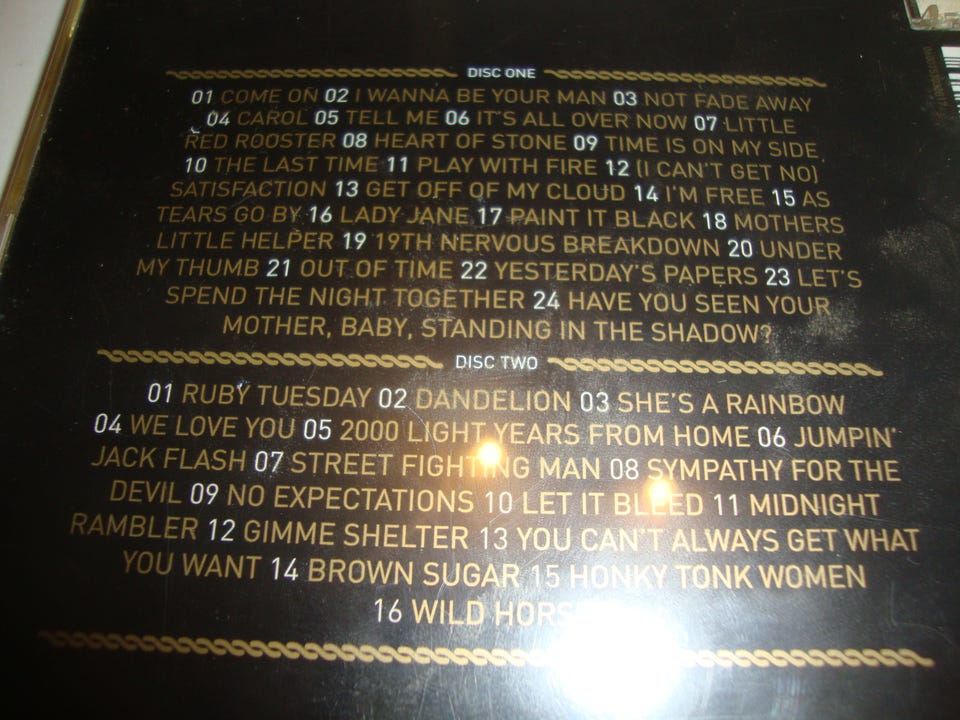 DISC ONE
01 COME ON 02 I WANNA BE YOUR MAN 03 NOT FADE AWAY
04 CAROL 05 TELL ME 06 IT'S ALL OVER NOW 07 LITTLE
RED ROOSTER 08 HEART OF STONE 09 TIME IS ON MY SIDE
10 THE LAST TIME 11 PLAY WITH FIRE 12 (I CAN'T GET NO)
SATISFACTION 13 GET OFF OF MY CLOUD 14 I'M FREE 15 AS
TEARS GO BY 16 LADY JANE 17 PAINT IT BLACK 18 MOTHERS
LITTLE HELPER 19 19TH NERVOUS BREAKDOWN 20 UNDER
MY THUMB 21 OUT OF TIME 22 YESTERDAY'S PAPERS 23 LET'S
SPEND THE NIGHT TOGETHER 24 HAVE YOU SEEN YOUR
MOTHER, BABY, STANDING IN THE SHADOW?
DISC TWO
01 RUBY TUESDAY 02 DANDELION 03 SHE'S A RAINBOW
04 WE LOVE YOU 05 2000 LIGHT YEARS FROM HOME 06 JUMPIN'
JACK FLASH 07 STREET FIGHTING MAN 08 SYMPATHY FOR THE
DEVIL 09 NO EXPECTATIONS 10 LET IT BLEED 11 MIDNIGHT
RAMBLER 12 GIMME SHELTER 13 YOU CAN'T ALWAYS GET WHAT
YOU WANT 14 BROWN SUGAR 15 HONKY TONK WOMEN
16 WILD